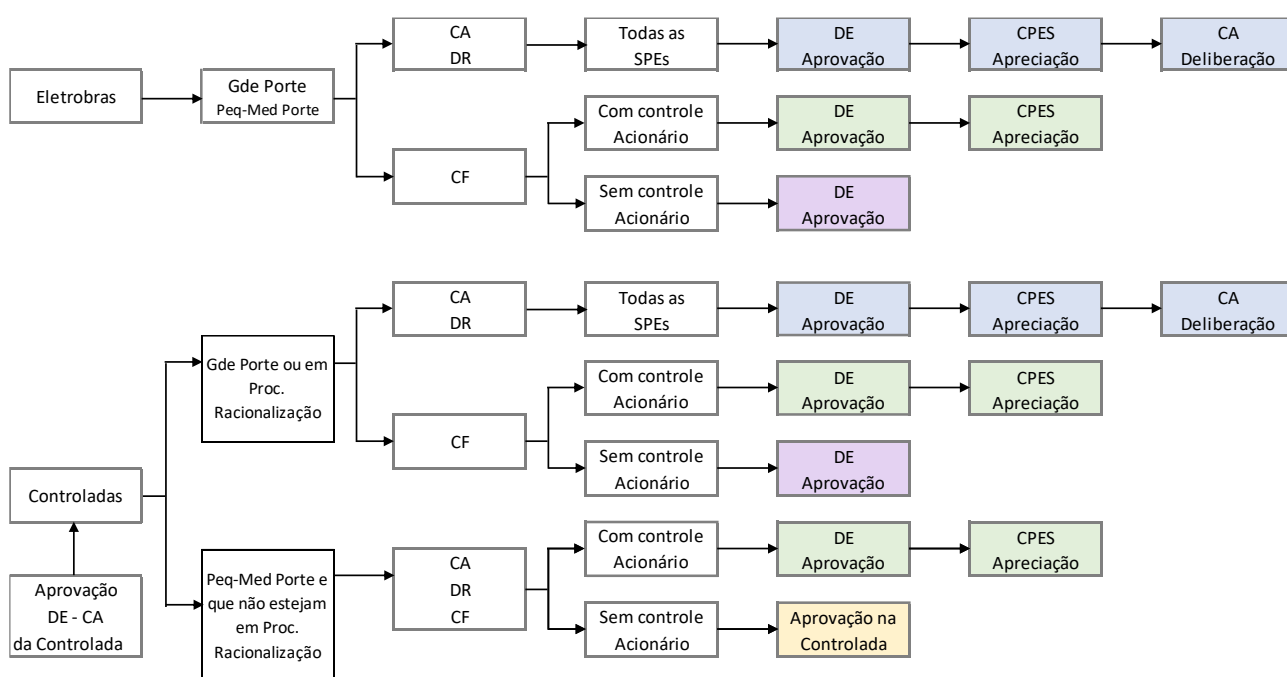 Eletrobras
Gde Porte
Peq-Med Porte
CA
DR
Todas as
SPEs
DE
Aprovação
CPES
Apreciação
CA
Deliberação
CF
Com controle
Acionário
DE
Aprovação
CPES
Apreciação
Sem controle
Acionário
DE
Aprovação
Controladas
Aprovação
DE - CA
da Controlada
Gde Porte ou em
Proc.
Racionalização
CA
DR
Todas as
SPEs
DE
Aprovação
CPES
Apreciação
CA
Deliberação
CF
Com controle
Acionário
DE
Aprovação
CPES
Apreciação
Sem controle
Acionário
DE
Aprovação
Peq-Med Porte e
que não estejam
em Proc.
Racionalização
CA
DR
CF
Com controle
Acionário
DE
Aprovação
CPES
Apreciação
Sem controle
Acionário
Aprovação na
Controlada